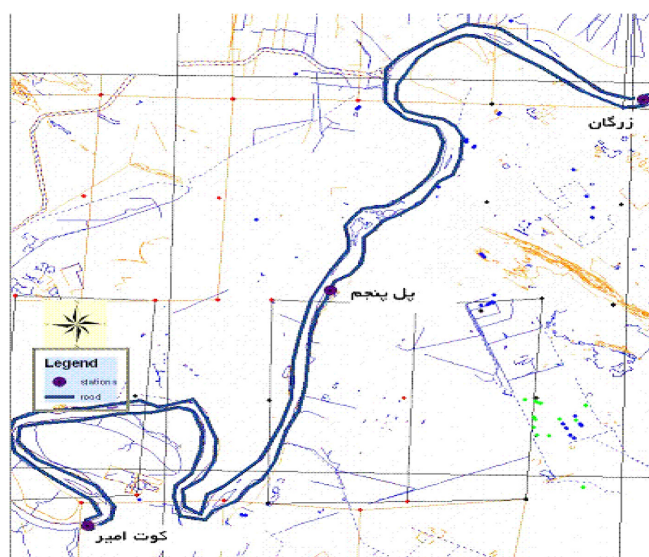 زرگان
پل پنجم
Legend
stations
road
کوت امیر